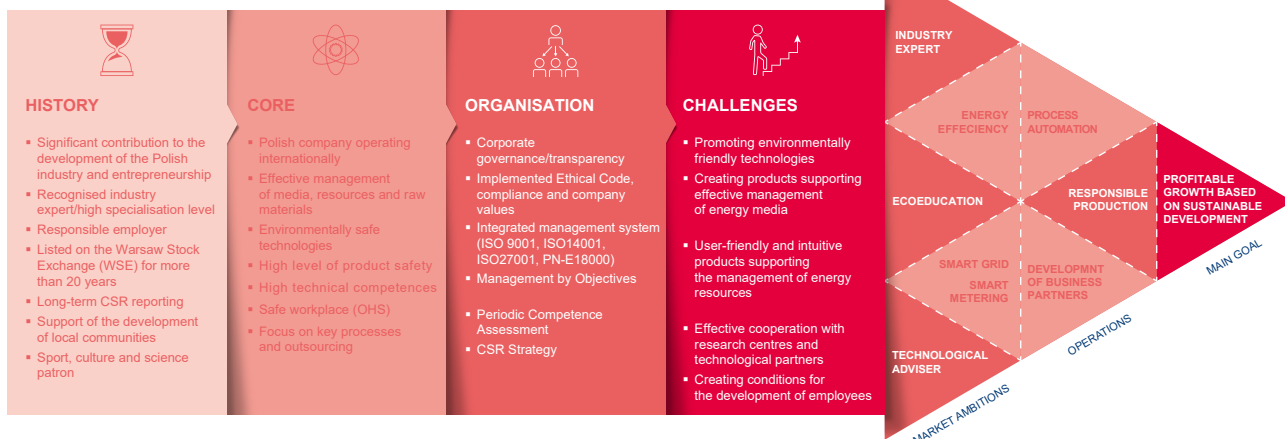 HISTORY
▪ Significant contribution to the
development of the Polish
industry and entrepreneurship
▪ Recognised industry
expert/high specialisation level
▪ Responsible employer
▪ Listed on the Warsaw Stock
Exchange (WSE) for more
than 20 years
▪ Long-term CSR reporting
▪ Support of the development
of local communities
▪ Sport, culture and science
patron
CORE
▪ Polish company operating
internationally
▪ Effective management
of media, resources and raw
materials
▪ Environmentally safe
technologies
▪ High level of product safety
▪ High technical competences
▪ Safe workplace (OHS)
▪ Focus on key processes
and outsourcing
ORGANISATION
▪ Corporate
governance/transparency
▪ Implemented Ethical Code,
compliance and company
values
▪ Integrated management system
(ISO 9001, ISO14001,
ISO27001, PN-E18000)
▪ Management by Objectives
▪ Periodic Competence
Assessment
▪ CSR Strategy
CHALLENGES
▪ Promoting environmentally
friendly technologies
▪ Creating products supporting
effective management
of energy media
▪ User-friendly and intuitive
products supporting
the management of energy
resources
▪ Effective cooperation with
research centres and
technological partners
▪ Creating conditions for
the development of employees
INDUSTRY
EXPERT
ENERGY
EFFECIENCY
PROCESS
AUTOMATION
ECOEDUCATION
RESPONSIBLE
PRODUCTION
PROFITABLE
GROWTH BASED
ON SUSTAINABLE
DEVELOPMENT
SMART GRID
SMART
METERING
DEVELOPMNT
OF BUSINESS
PARTNERS
TECHNOLOGICAL
ADVISER
MARKET AMBITIONS
OPERATIONS
MAIN GOAL